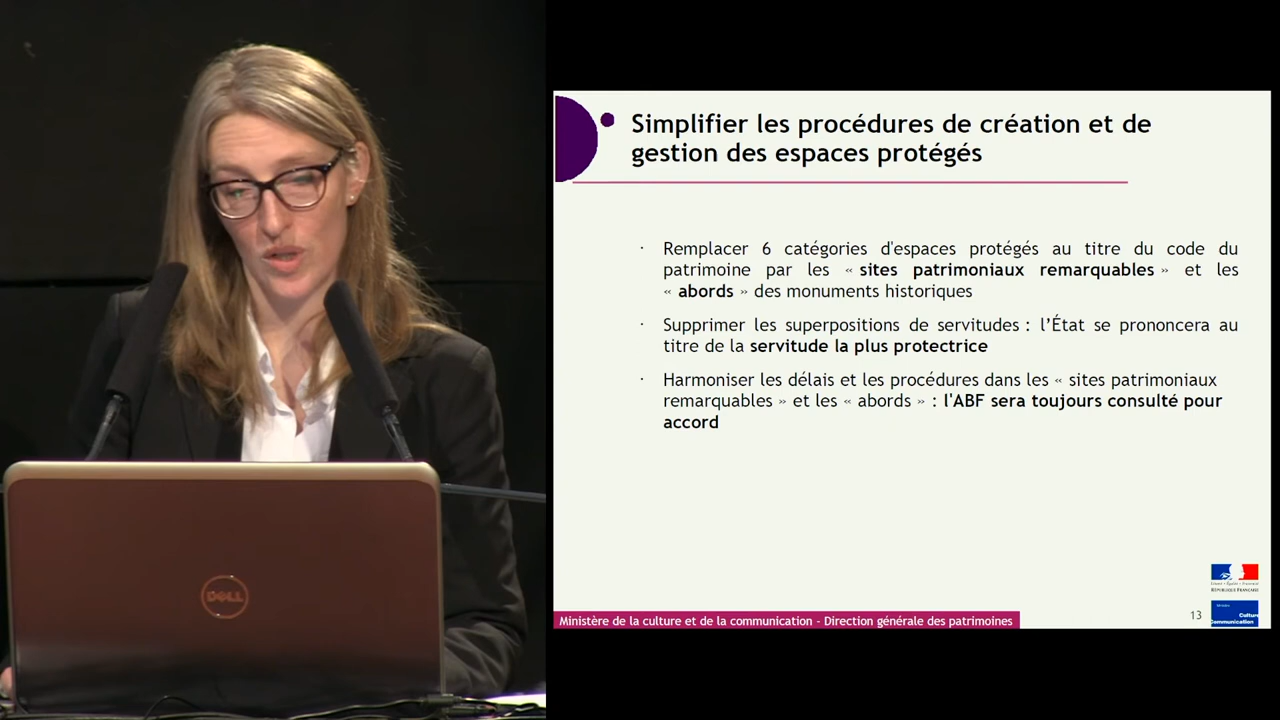 Simplifier les procédures de création et de
gestion des espaces protégés
· Remplacer 6 catégories d'espaces protégés au titre du code du
patrimoine par les « sites patrimoniaux remarquables » et les
« abords » des monuments historiques
· Supprimer les superpositions de servitudes : l’État se prononcera au
titre de la servitude la plus protectrice
· Harmoniser les délais et les procédures dans les « sites patrimoniaux
remarquables » et les « abords » : l'ABF sera toujours consulté pour
accord
DELL
RÉPUBLIQUE FRANÇAISE
13
Culture
Communication
Ministère de la culture et de la communication - Direction générale des patrimoines